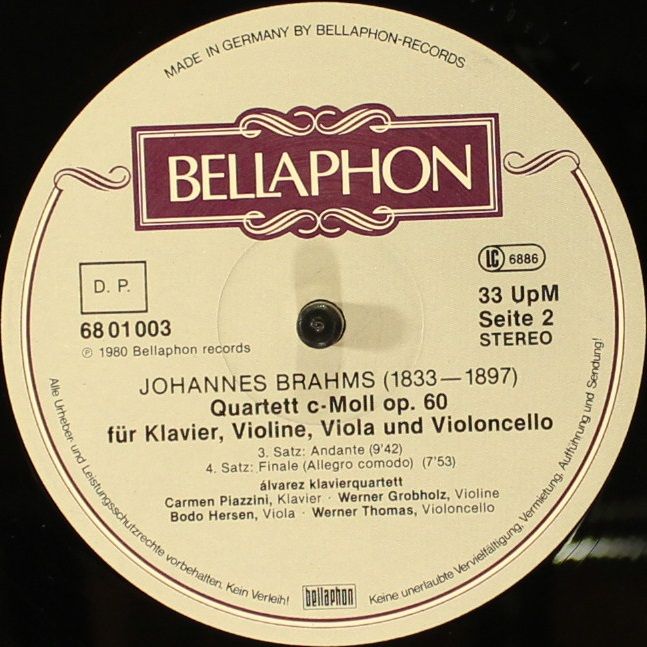 MADE IN GERMANY BY BELLAPHON-RECORDS
BELLAPHON
LC 6886
D. P.
68 01 003
℗ 1980 Bellaphon records
33 UpM
Seite 2
STEREO
JOHANNES BRAHMS (1833—1897)
Quartett c-Moll op. 60
für Klavier, Violine, Viola und Violoncello
3. Satz: Andante (9'42)
4. Satz: Finale (Allegro comodo) (7'53)
álvarez klavierquartett
Carmen Piazzini, Klavier · Werner Grobholz, Violine
Bodo Hersen, Viola · Werner Thomas, Violoncello
Alle Urheber- und Leistungsschutzrechte vorbehalten. Kein Verleih!
bellaphon
Keine unerlaubte Vervielfältigung, Vermietung, Aufführung und Sendung!